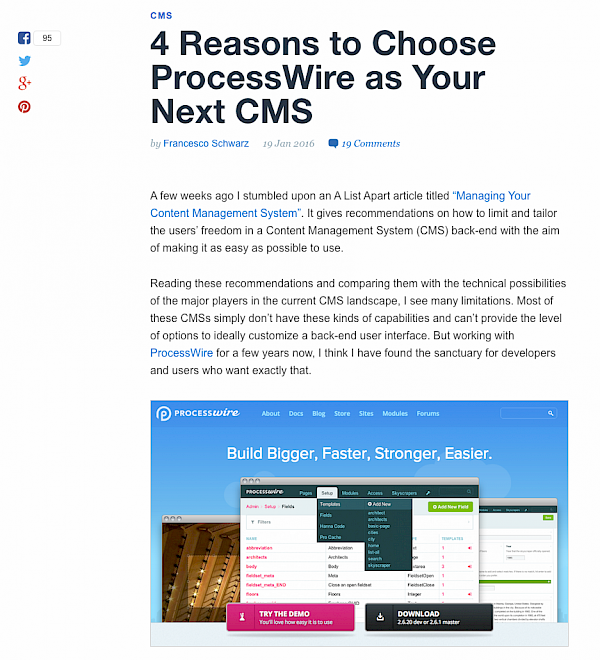 CMS
95
4 Reasons to Choose
ProcessWire as Your
Next CMS
by Francesco Schwarz 19 Jan 2016 19 Comments
A few weeks ago I stumbled upon an A List Apart article titled “Managing Your
Content Management System”. It gives recommendations on how to limit and tailor
the users’ freedom in a Content Management System (CMS) back-end with the aim
of making it as easy as possible to use.
Reading these recommendations and comparing them with the technical possibilities
of the major players in the current CMS landscape, I see many limitations. Most of
these CMSs simply don’t have these kinds of capabilities and can’t provide the level
of options to ideally customize a back-end user interface. But working with
ProcessWire for a few years now, I think I have found the sanctuary for developers
and users who want exactly that.
PROCESSWIRE About Docs Blog Store Sites Modules Forums
Build Bigger, Faster, Stronger, Easier.
PROCESSWIRE Pages Setup Modules Access Skyscrapers
Admin Setup Fields
Templates
Fields
Hanna Code
Pro Cache
Add New
architect
architects
basic-page
cities
city
home
list-all
search
skyscraper
Add New Field
Filters
NAME LABEL TEMPLATES
abbreviation Abbreviation 1
architects Architects 1
body Body 2
fieldset_meta Meta FieldsetOpen 1
fieldset_meta_END Close an open fieldset FieldsetClose 1
floors Floors Integer 1
TRY THE DEMO
You'll love how easy it is to use
DOWNLOAD
2.6.20 dev or 2.6.1 master